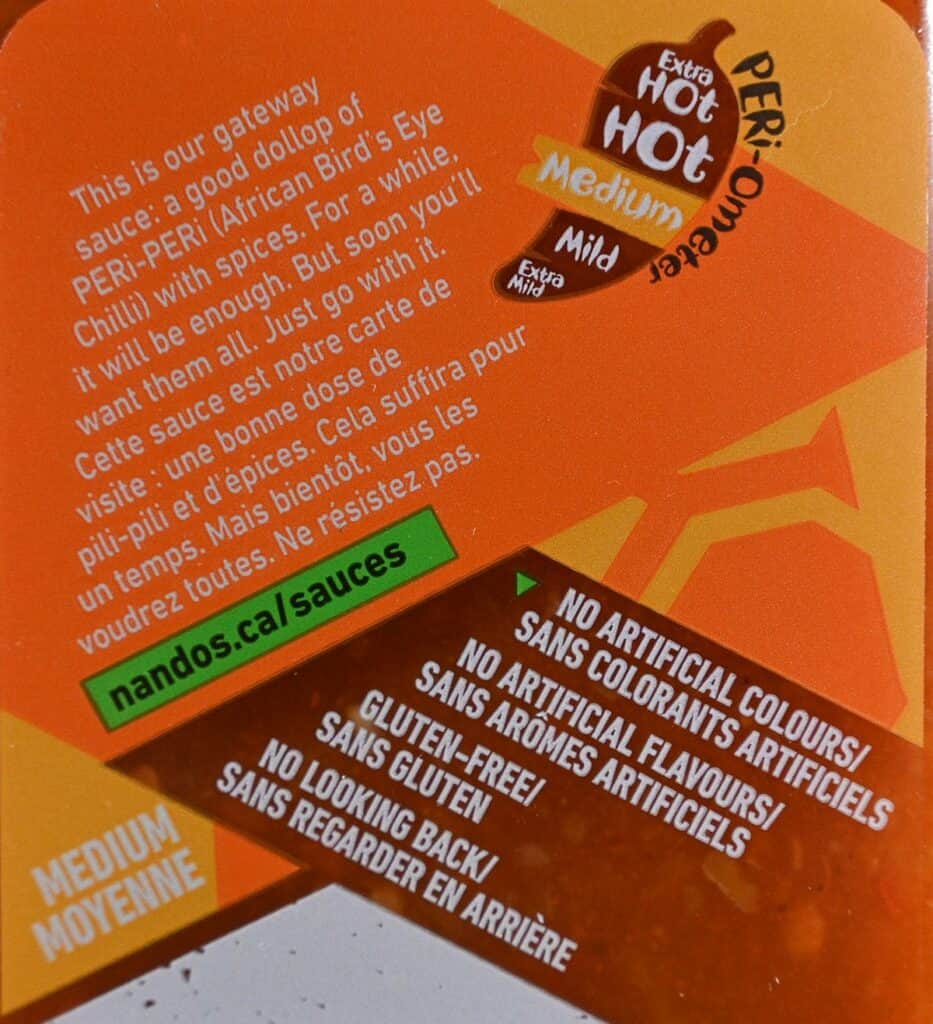 This is our gateway
sauce: a good dollop of
PERi-PERi (African Bird's Eye
Chilli) with spices. For a while,
it will be enough. But soon you'll
want them all. Just go with it.
Cette sauce est notre carte de
visite : une bonne dose de
pili-pili et d'épices. Cela suffira pour
un temps. Mais bientôt, vous les
voudrez toutes. Ne résistez pas.
nandos.ca/sauces
Extra
HOt
HOt
Medium
Mild
Extra
Mild
PERi-Ometer
NO ARTIFICIAL COLOURS/
SANS COLORANTS ARTIFICIELS
NO ARTIFICIAL FLAVOURS/
SANS ARÔMES ARTIFICIELS
GLUTEN-FREE/
SANS GLUTEN
NO LOOKING BACK/
SANS REGARDER EN ARRIÈRE
MEDIUM
MOYENNE